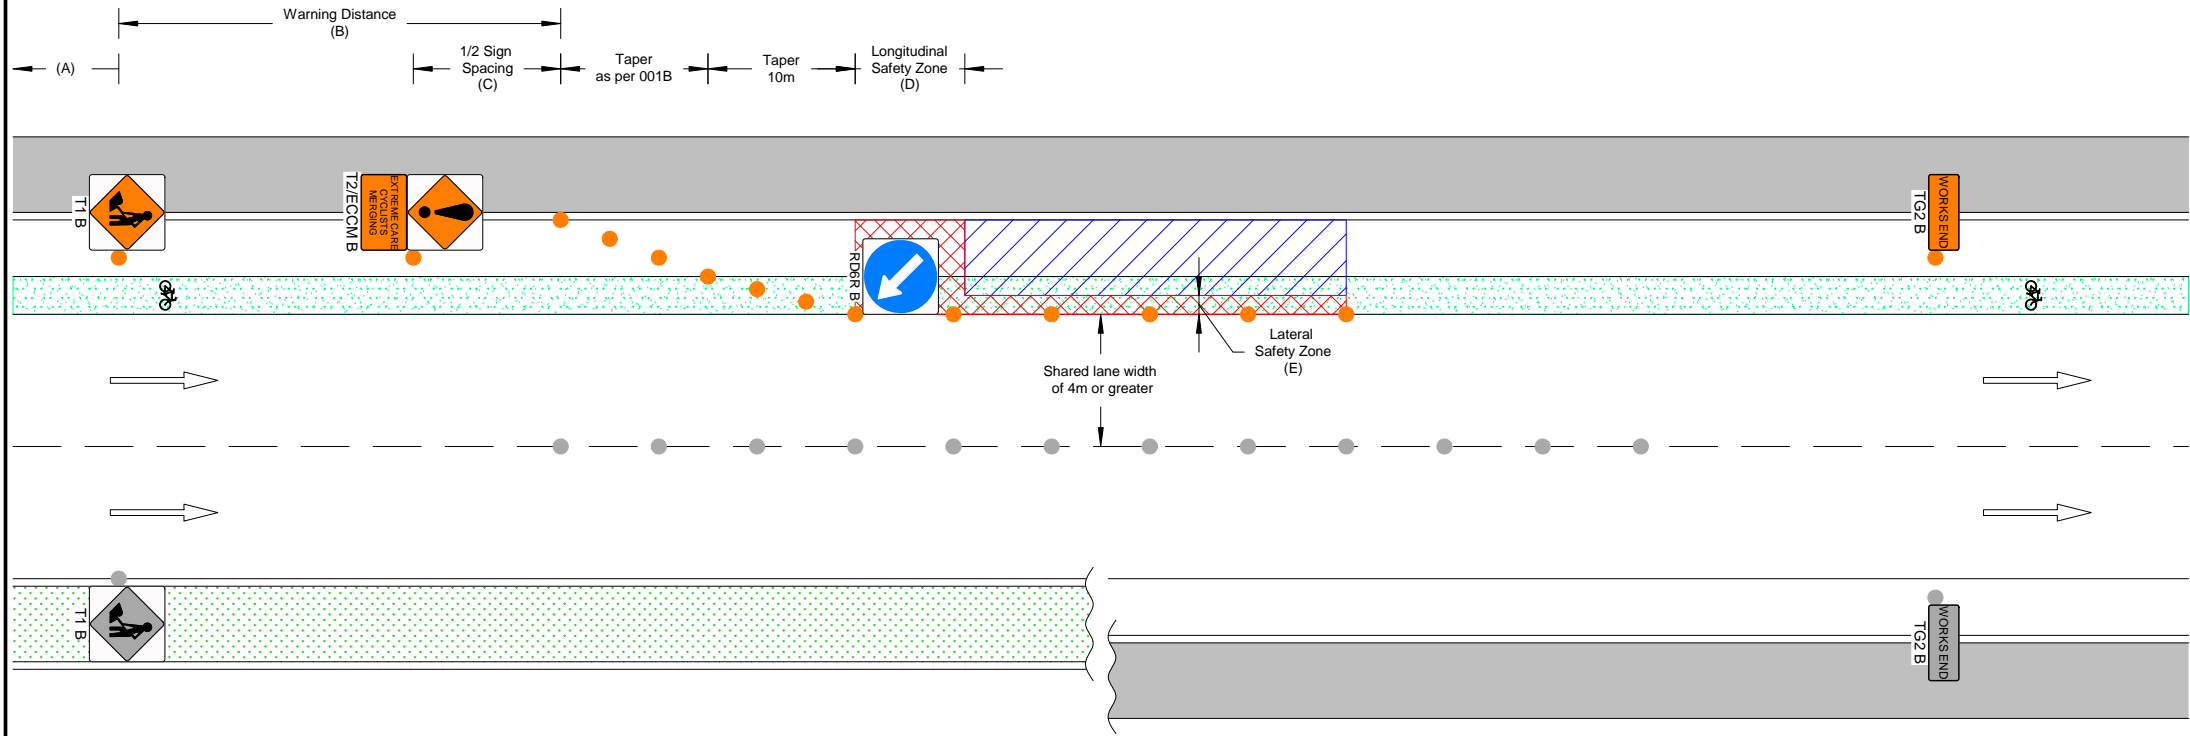 Warning Distance
(B)
(A)
1/2 Sign
Spacing
(C)
Taper
as per 001B
Taper
10m
Longitudinal
Safety Zone
(D)
T1 B
T2/ECCM B
EXTREME CARE
CYCLISTS
MERGING
RD6R B
TG2 B
WORKS END
Lateral
Safety Zone
(E)
Shared lane width
of 4m or greater
T1 B
TG2 B
WORKS END